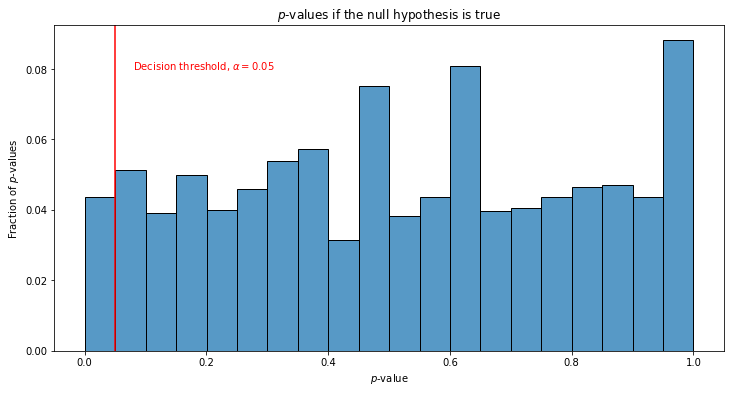 p-values if the null hypothesis is true
Decision threshold, α = 0.05
Fraction of p-values
0.08
0.06
0.04
0.02
0.00
0.0 0.2 0.4 0.6 0.8 1.0
p-value